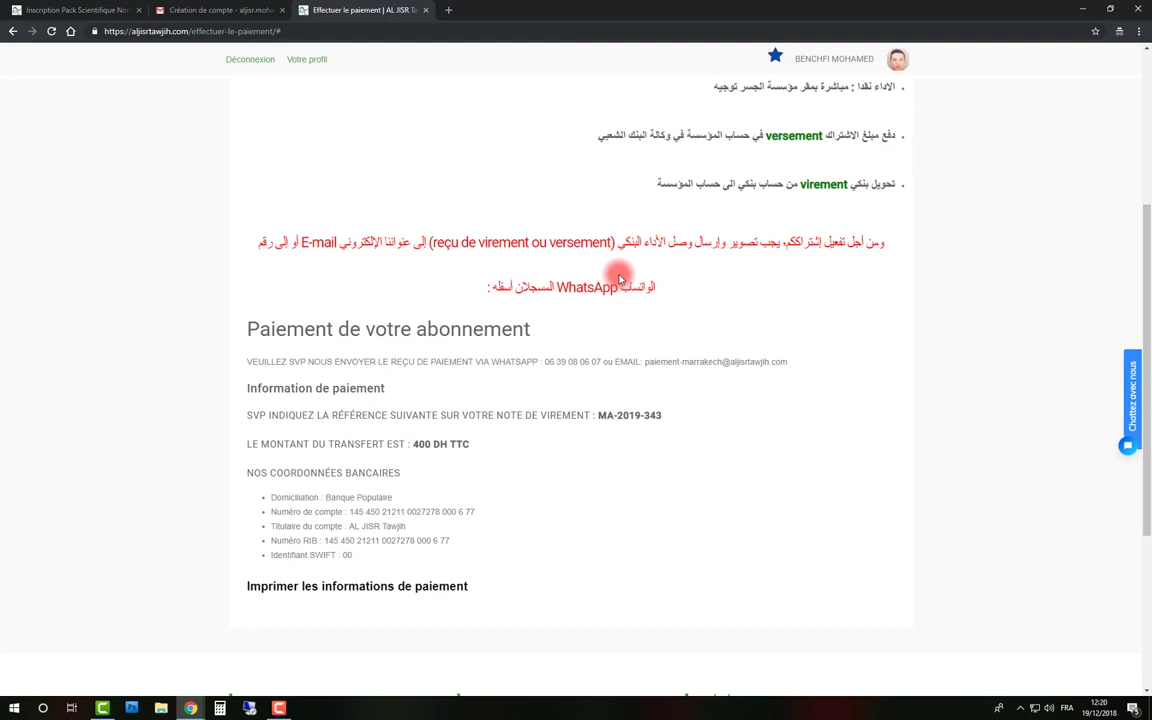 Inscription Pack Scientifique No
Création de compte - aljisr.moh
Effectuer le paiement | AL JISR Ta
https://aljisrtawjih.com/effectuer-le-paiement/#
Déconnexion
Votre profil
BENCHFI MOHAMED
الاداء نقدا : مباشرة بمقر مؤسسة الجسر توجيه
دفع مبلغ الاشتراك versement في حساب المؤسسة في وكالة البنك الشعبي
تحويل بنكي virement من حساب بنكي الى حساب المؤسسة
ومن أجل تفعيل إشتراككم, يجب تصوير وإرسال وصل الأداء البنكي (reçu de virement ou versement) إلى عنواننا الإلكتروني E-mail أو إلى رقم
الواتساب WhatsApp المسجلان أسفله :
Paiement de votre abonnement
VEUILLEZ SVP NOUS ENVOYER LE REÇU DE PAIEMENT VIA WHATSAPP : 06 39 08 06 07 ou EMAIL: paiement-marrakech@aljisrtawjih.com
Information de paiement
SVP INDIQUEZ LA RÉFÉRENCE SUIVANTE SUR VOTRE NOTE DE VIREMENT : MA-2019-343
LE MONTANT DU TRANSFERT EST : 400 DH TTC
NOS COORDONNÉES BANCAIRES
Domiciliation : Banque Populaire
Numéro de compte : 145 450 21211 0027278 000 6 77
Titulaire du compte : AL JISR Tawjih
Numéro RIB : 145 450 21211 0027278 000 6 77
Identifiant SWIFT : 00
Imprimer les informations de paiement
Chattez avec nous
FRA
12:20
19/12/2018
5